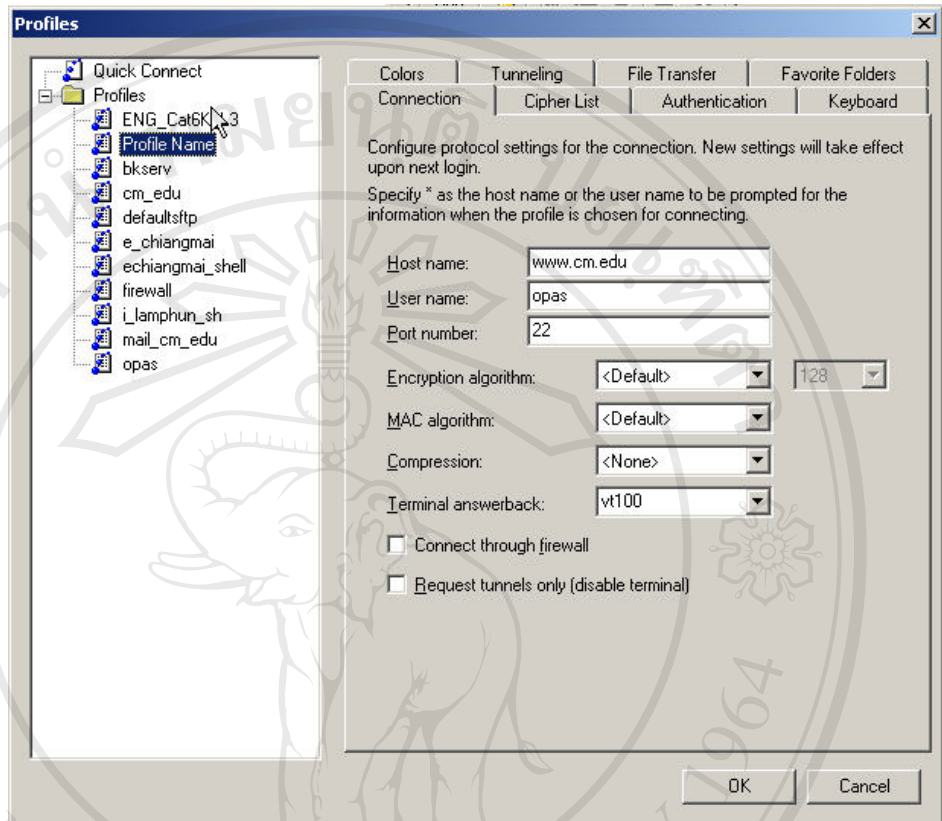 Profiles
Quick Connect
Profiles
ENG_Cat6K
Profile Name
bkserv
cm_edu
defaultsftp
e_chiangmai
echiangmai_shell
firewall
i_lamphun_sh
mail_cm_edu
opas
Colors Tunneling File Transfer Favorite Folders
Connection Cipher List Authentication Keyboard
Configure protocol settings for the connection. New settings will take effect
upon next login.
Specify * as the host name or the user name to be prompted for the
information when the profile is chosen for connecting.
Host name: www.cm.edu
User name: opas
Port number: 22
Encryption algorithm: <Default> 128
MAC algorithm: <Default>
Compression: <None>
Terminal answerback: vt100
Connect through firewall
Request tunnels only (disable terminal)
1964
OK Cancel